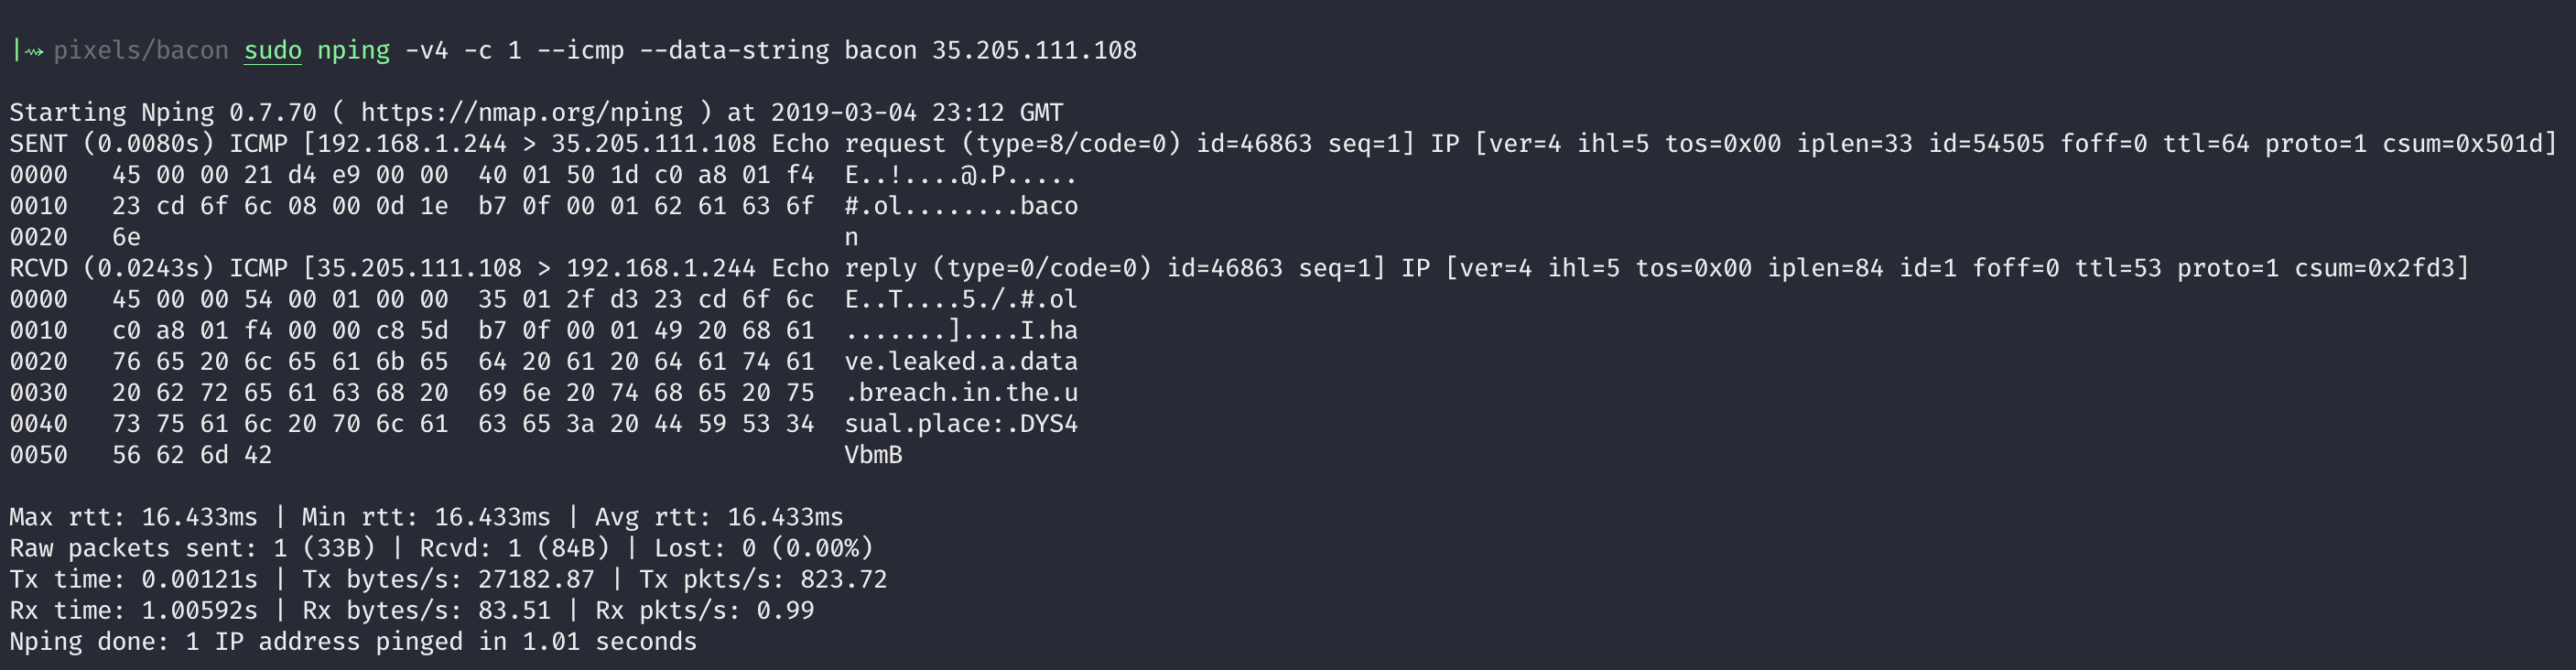 |⇝ pixels/bacon sudo nping -v4 -c 1 --icmp --data-string bacon 35.205.111.108
Starting Nping 0.7.70 ( https://nmap.org/nping ) at 2019-03-04 23:12 GMT
SENT (0.0080s) ICMP [192.168.1.244 > 35.205.111.108 Echo request (type=8/code=0) id=46863 seq=1] IP [ver=4 ihl=5 tos=0x00 iplen=33 id=54505 foff=0 ttl=64 proto=1 csum=0x501d]
0000   45 00 00 21 d4 e9 00 00  40 01 50 1d c0 a8 01 f4  E..!....@.P.....
0010   23 cd 6f 6c 08 00 0d 1e  b7 0f 00 01 62 61 63 6f  #.ol........baco
0020   6e                                                n
RCVD (0.0243s) ICMP [35.205.111.108 > 192.168.1.244 Echo reply (type=0/code=0) id=46863 seq=1] IP [ver=4 ihl=5 tos=0x00 iplen=84 id=1 foff=0 ttl=53 proto=1 csum=0x2fd3]
0000   45 00 00 54 00 01 00 00  35 01 2f d3 23 cd 6f 6c  E..T....5./.#.ol
0010   c0 a8 01 f4 00 00 c8 5d  b7 0f 00 01 49 20 68 61  .......]....I.ha
0020   76 65 20 6c 65 61 6b 65  64 20 61 20 64 61 74 61  ve.leaked.a.data
0030   20 62 72 65 61 63 68 20  69 6e 20 74 68 65 20 75  .breach.in.the.u
0040   73 75 61 6c 20 70 6c 61  63 65 3a 20 44 59 53 34  sual.place:.DYS4
0050   56 62 6d 42                                       VbmB
Max rtt: 16.433ms | Min rtt: 16.433ms | Avg rtt: 16.433ms
Raw packets sent: 1 (33B) | Rcvd: 1 (84B) | Lost: 0 (0.00%)
Tx time: 0.00121s | Tx bytes/s: 27182.87 | Tx pkts/s: 823.72
Rx time: 1.00592s | Rx bytes/s: 83.51 | Rx pkts/s: 0.99
Nping done: 1 IP address pinged in 1.01 seconds